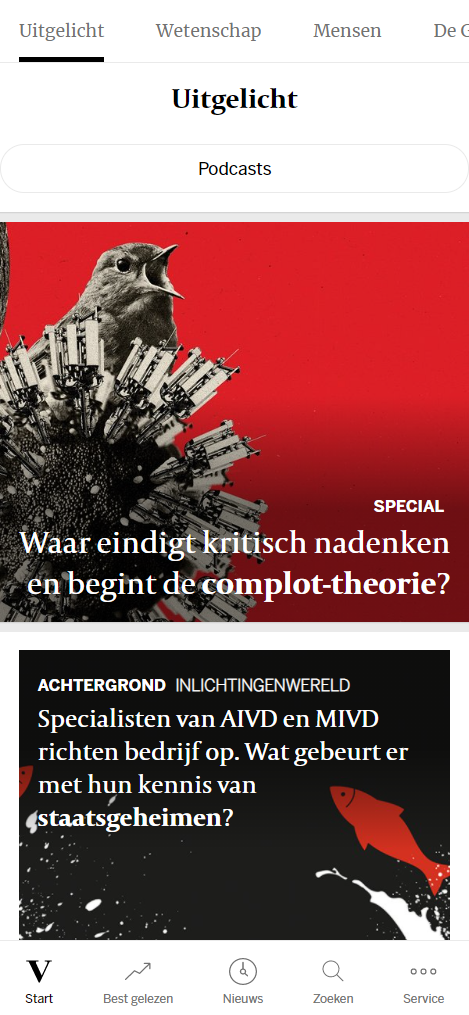 Uitgelicht Wetenschap Mensen De G
Uitgelicht
Podcasts
SPECIAL
Waar eindigt kritisch nadenken
en begint de complot-theorie?
ACHTERGROND INLICHTINGENWERELD
Specialisten van AIVD en MIVD
richten bedrijf op. Wat gebeurt er
met hun kennis van
staatsgeheimen?
V
Start Best gelezen Nieuws Zoeken Service